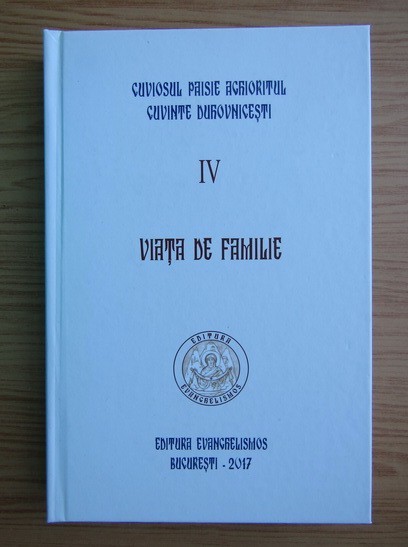 CUVIOSUL PAISIE AGHIORITUL
CUVINTE DUHOVNICEȘTI
IV
VIAȚA DE FAMILIE
EDITURA
EVANGHELISMOS
EDITURA EVANGHELISMOS
BUCUREȘTI - 2017